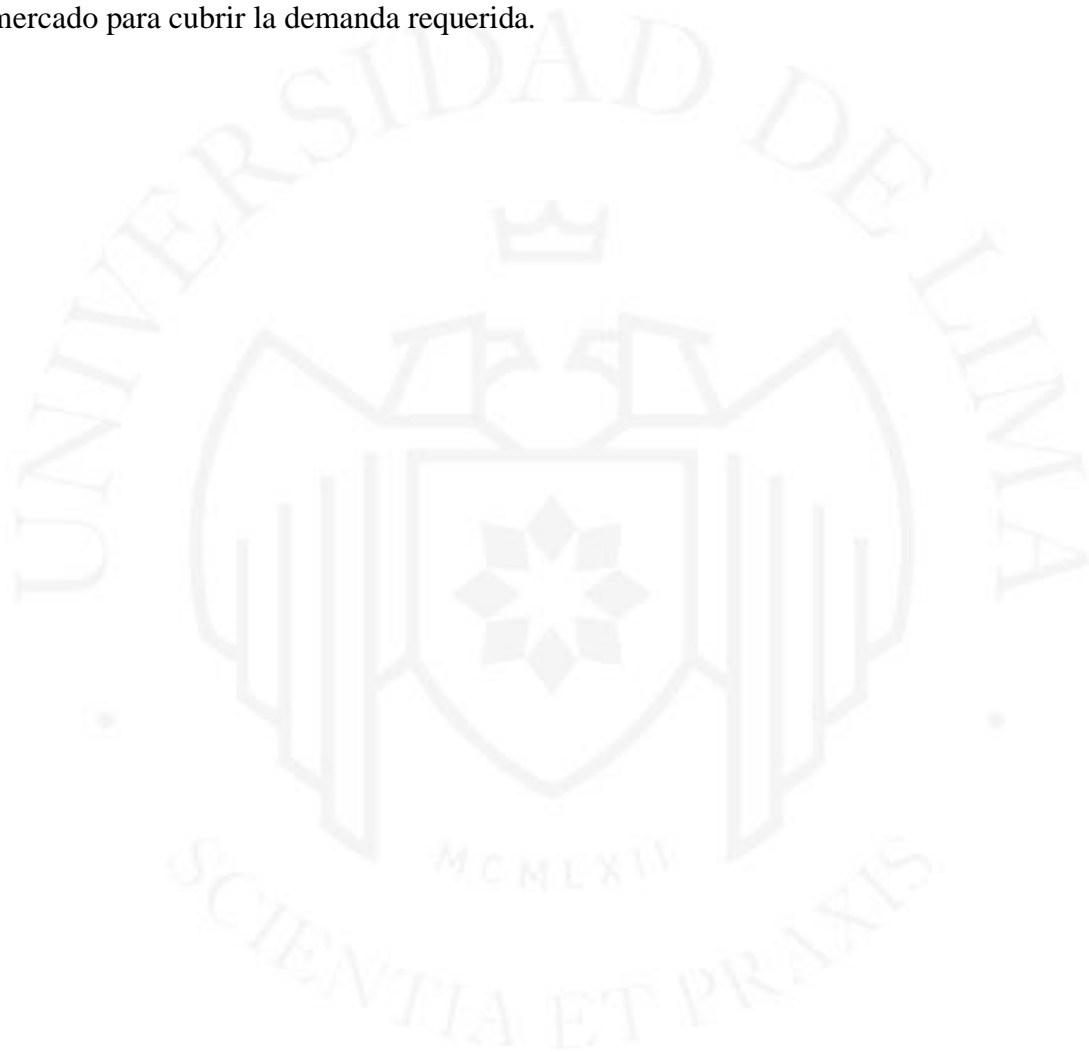 mercado para cubrir la demanda requerida.
UNIVERSIDAD DE LIMA
MCMLXII
SCIENTIA ET PRAXIS